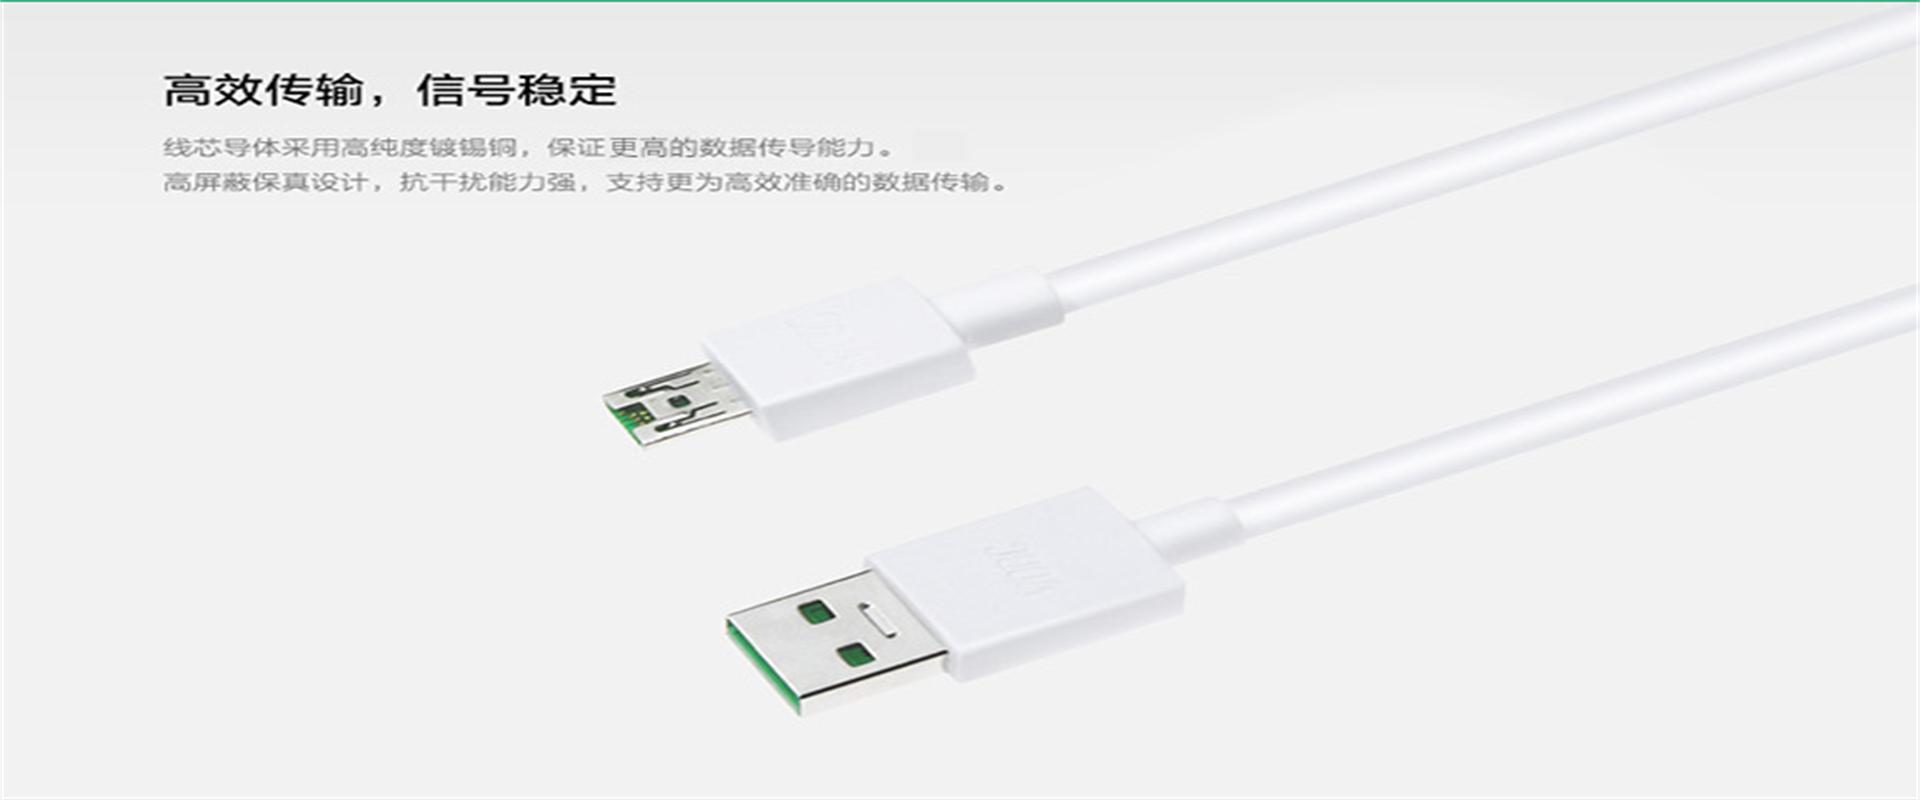 高效传输，信号稳定
线芯导体采用高纯度镀锡铜，保证更高的数据传导能力。
高屏蔽保真设计，抗干扰能力强，支持更为高效准确的数据传输。